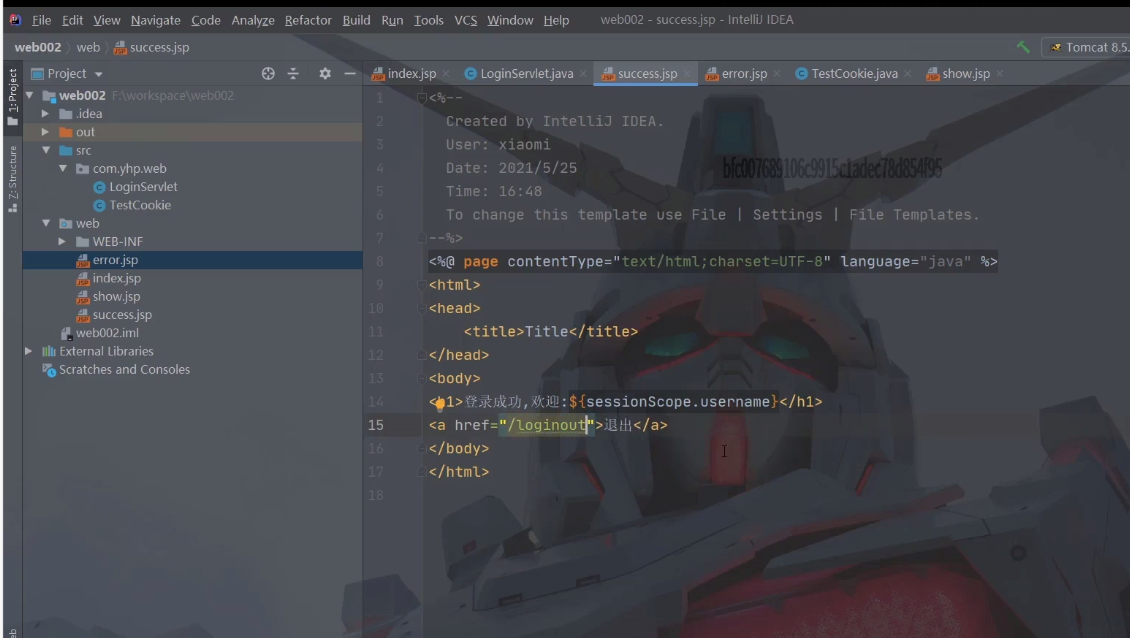 File Edit View Navigate Code Analyze Refactor Build Run Tools VCS Window Help web002 - success.jsp - IntelliJ IDEA
web002 web success.jsp Tomcat 8.5.
Project index.jsp LoginServlet.java success.jsp error.jsp TestCookie.java show.jsp
1: Project
7: Structure
web002 F:\workspace\web002
.idea
out
src
com.yhp.web
LoginServlet
TestCookie
web
WEB-INF
error.jsp
index.jsp
show.jsp
success.jsp
web002.iml
External Libraries
Scratches and Consoles
1 <%--
2 Created by IntelliJ IDEA.
3 User: xiaomi
4 Date: 2021/5/25
5 Time: 16:48
6 To change this template use File | Settings | File Templates.
7 --%>
8 <%@ page contentType="text/html;charset=UTF-8" language="java" %>
9 <html>
10 <head>
11 <title>Title</title>
12 </head>
13 <body>
14 <h1>登录成功,欢迎:${sessionScope.username}</h1>
15 <a href="/loginout">退出</a>
16 </body>
17 </html>
18
bfc007689106c9915c1adec78d854f95